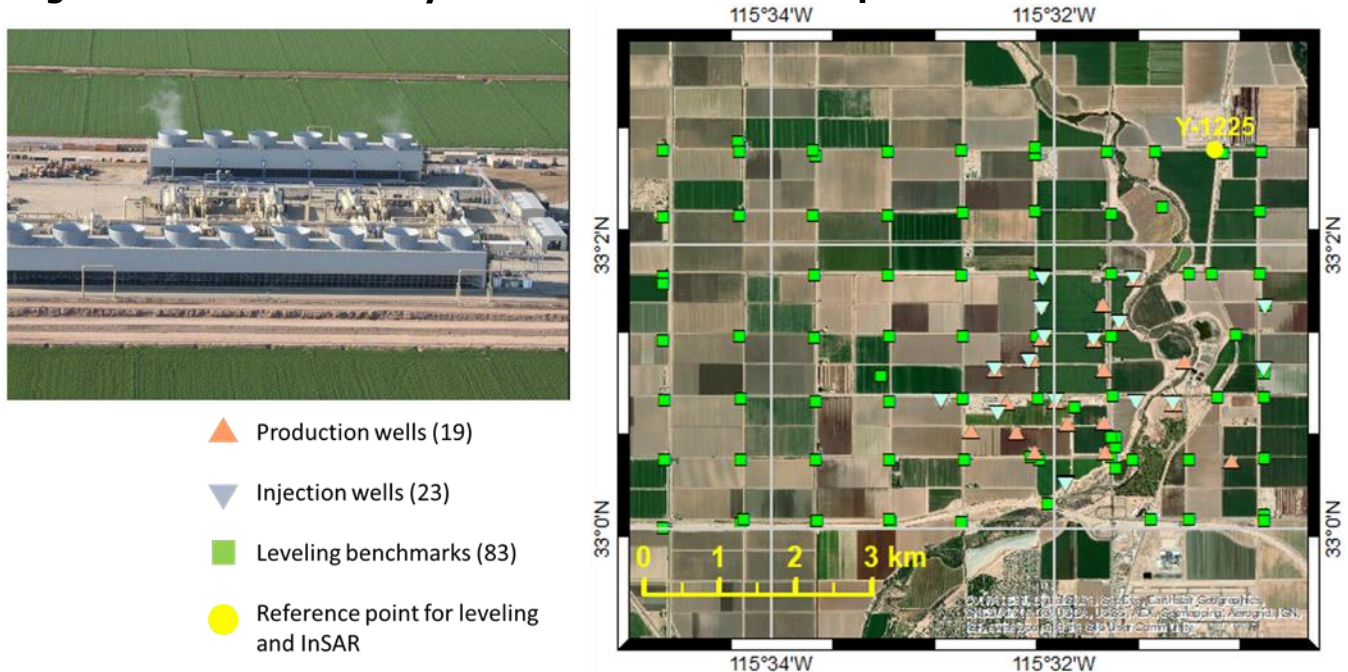 115°34'W 115°32'W
Y-1225
33°2'N 33°2'N
Production wells (19)
Injection wells (23)
Leveling benchmarks (83)
Reference point for leveling
and InSAR
33°0'N 33°0'N
0 1 2 3 km
115°34'W 115°32'W